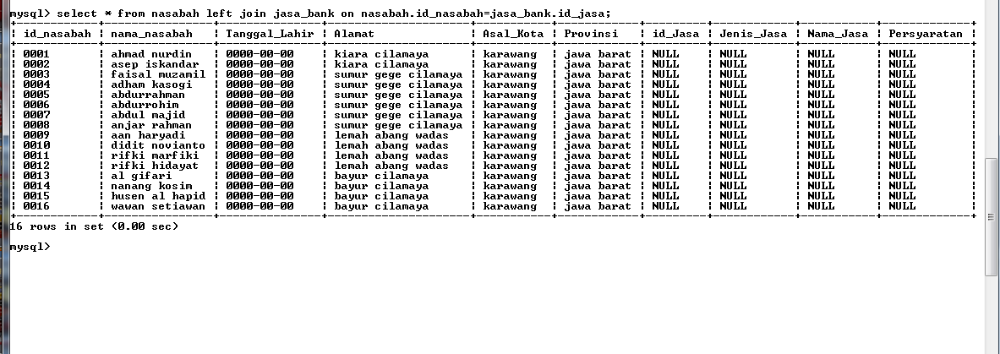 mysql> select * from nasabah left join jasa_bank on nasabah.id_nasabah=jasa_bank.id_jasa;
| id_nasabah | nama_nasabah | Tanggal_Lahir | Alamat | Asal_Kota | Provinsi | id_Jasa | Jenis_Jasa | Nama_Jasa | Persyaratan |
| 0001 | ahmad nurdin | 0000-00-00 | kiara cilamaya | karawang | jawa barat | NULL | NULL | NULL | NULL |
| 0002 | asep iskandar | 0000-00-00 | kiara cilamaya | karawang | jawa barat | NULL | NULL | NULL | NULL |
| 0003 | faisal muzamil | 0000-00-00 | sumur gege cilamaya | karawang | jawa barat | NULL | NULL | NULL | NULL |
| 0004 | adham kasogi | 0000-00-00 | sumur gege cilamaya | karawang | jawa barat | NULL | NULL | NULL | NULL |
| 0005 | abdurrahman | 0000-00-00 | sumur gege cilamaya | karawang | jawa barat | NULL | NULL | NULL | NULL |
| 0006 | abdurrohim | 0000-00-00 | sumur gege cilamaya | karawang | jawa barat | NULL | NULL | NULL | NULL |
| 0007 | abdul majid | 0000-00-00 | sumur gege cilamaya | karawang | jawa barat | NULL | NULL | NULL | NULL |
| 0008 | anjar rahman | 0000-00-00 | sumur gege cilamaya | karawang | jawa barat | NULL | NULL | NULL | NULL |
| 0009 | aan haryadi | 0000-00-00 | lemah abang wadas | karawang | jawa barat | NULL | NULL | NULL | NULL |
| 0010 | didit novianto | 0000-00-00 | lemah abang wadas | karawang | jawa barat | NULL | NULL | NULL | NULL |
| 0011 | rifki marfiki | 0000-00-00 | lemah abang wadas | karawang | jawa barat | NULL | NULL | NULL | NULL |
| 0012 | rifki hidayat | 0000-00-00 | lemah abang wadas | karawang | jawa barat | NULL | NULL | NULL | NULL |
| 0013 | al gifari | 0000-00-00 | bayur cilamaya | karawang | jawa barat | NULL | NULL | NULL | NULL |
| 0014 | nanang kosim | 0000-00-00 | bayur cilamaya | karawang | jawa barat | NULL | NULL | NULL | NULL |
| 0015 | husen al hapid | 0000-00-00 | bayur cilamaya | karawang | jawa barat | NULL | NULL | NULL | NULL |
| 0016 | wawan setiawan | 0000-00-00 | bayur cilamaya | karawang | jawa barat | NULL | NULL | NULL | NULL |
16 rows in set (0.00 sec)
mysql>